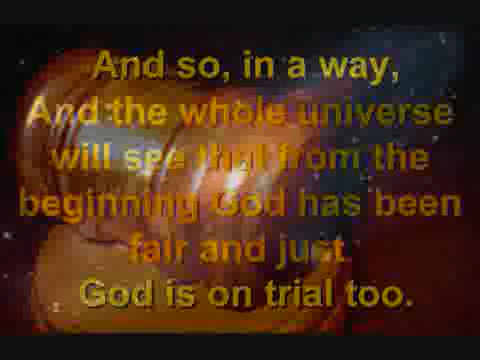 And so, in a way,
And the whole universe
will see that from the
beginning God has been
fair and just.
God is on trial too.